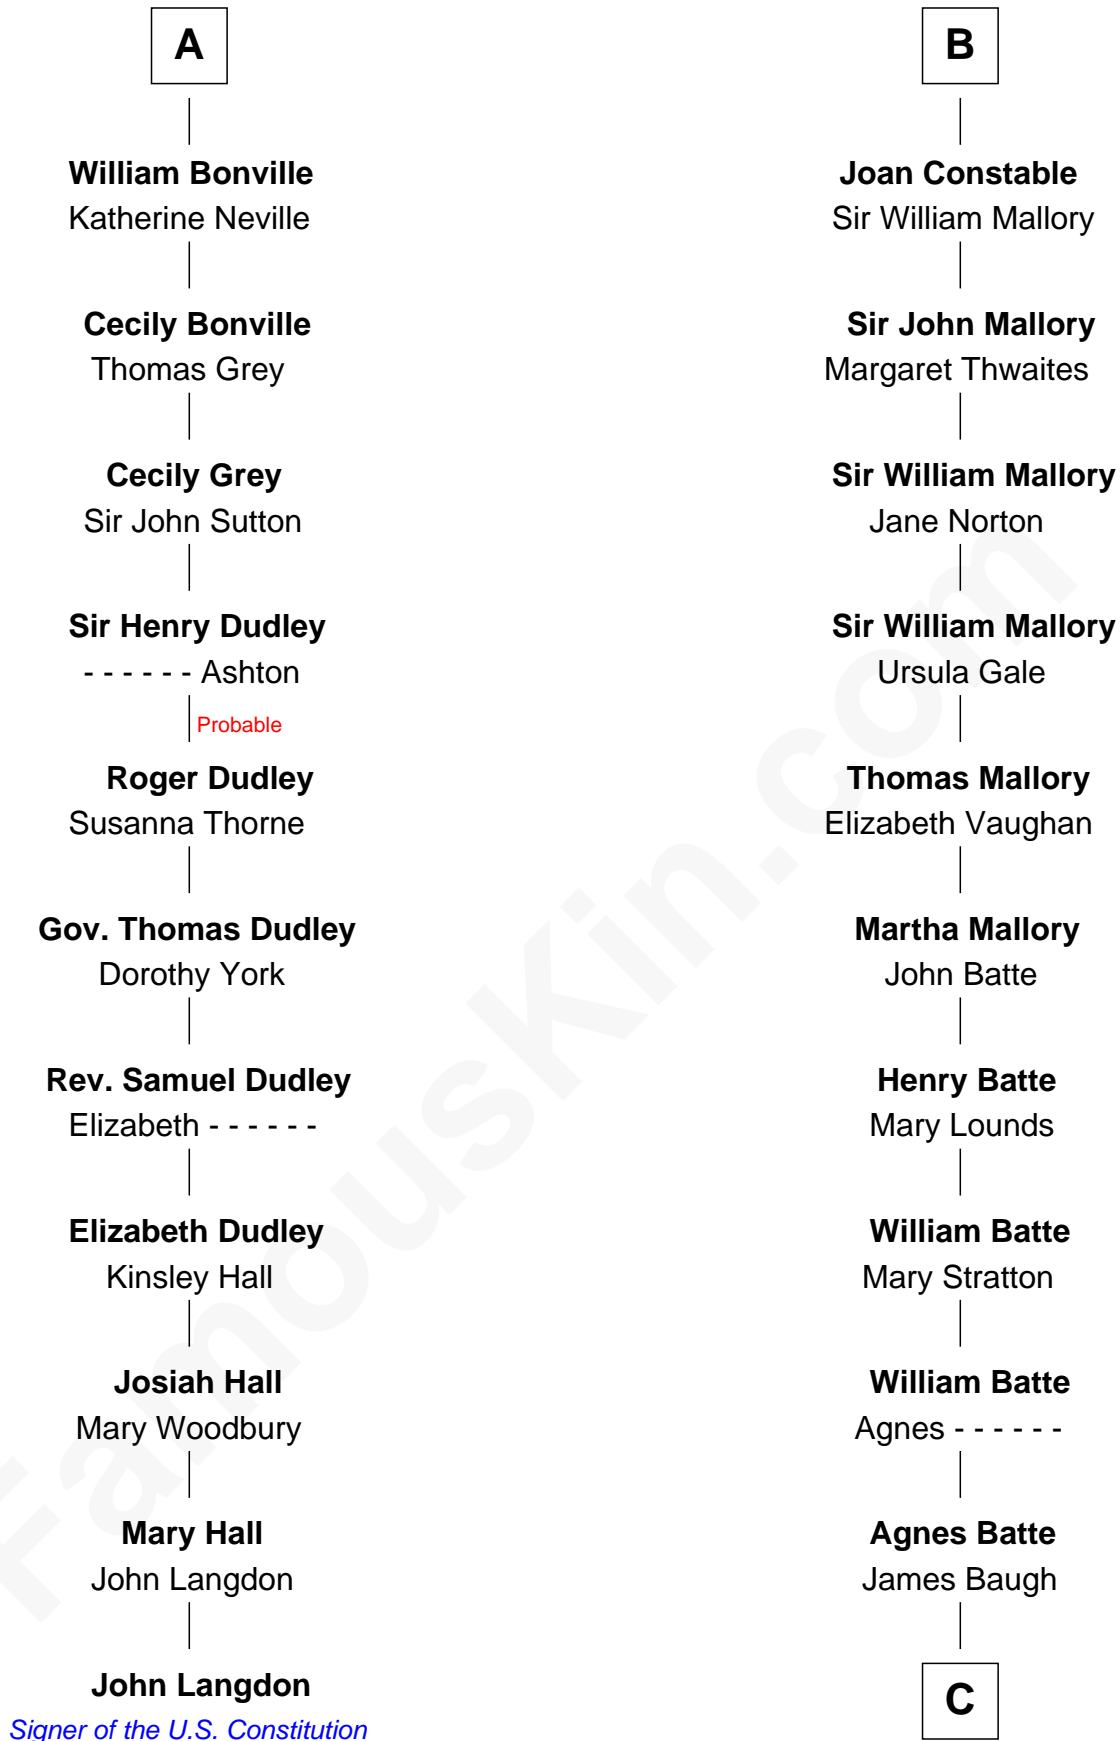 A
William Bonville
Katherine Neville
Cecily Bonville
Thomas Grey
Cecily Grey
Sir John Sutton
Sir Henry Dudley
- - - - - - Ashton
Probable
Roger Dudley
Susanna Thorne
Gov. Thomas Dudley
Dorothy York
Rev. Samuel Dudley
Elizabeth - - - - - -
Elizabeth Dudley
Kinsley Hall
Josiah Hall
Mary Woodbury
Mary Hall
John Langdon
John Langdon
Signer of the U.S. Constitution
B
Joan Constable
Sir William Mallory
Sir John Mallory
Margaret Thwaites
Sir William Mallory
Jane Norton
Sir William Mallory
Ursula Gale
Thomas Mallory
Elizabeth Vaughan
Martha Mallory
John Batte
Henry Batte
Mary Lounds
William Batte
Mary Stratton
William Batte
Agnes - - - - - -
Agnes Batte
James Baugh
C
FamousKin.com